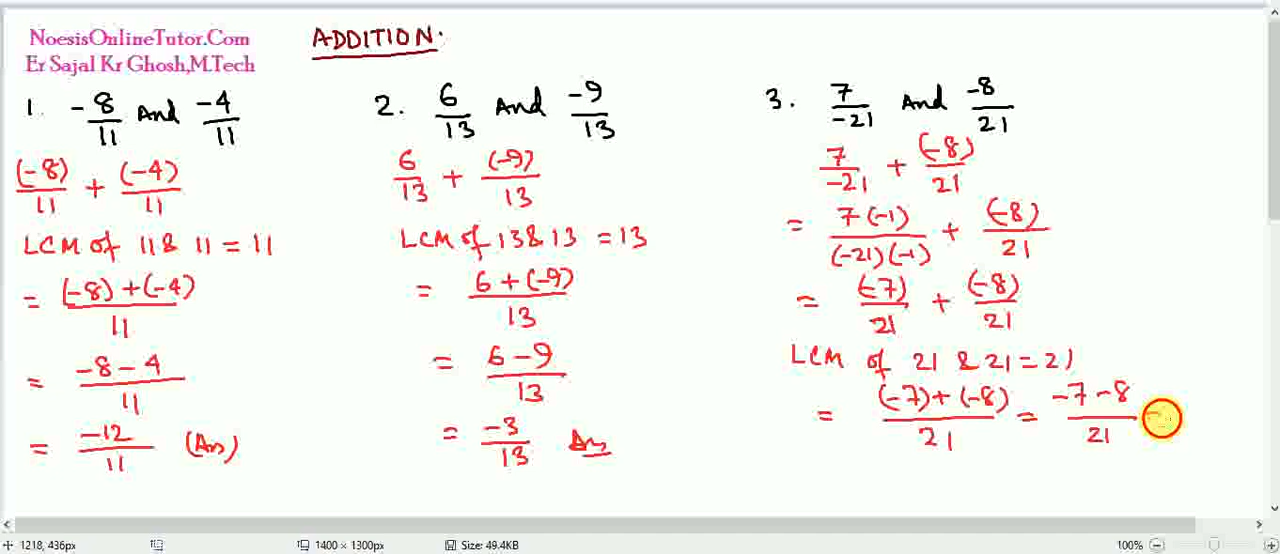 NoesisOnlineTutor.Com
Er Sajal Kr Ghosh,M.Tech
ADDITION.
1. -8/11 And -4/11
(-8)/11 + (-4)/11
LCM of 11 & 11 = 11
= (-8)+(-4)/11
= -8-4/11
= -12/11 (Ans)
2. 6/13 And -9/13
6/13 + (-9)/13
LCM of 13 & 13 = 13
= 6+(-9)/13
= 6-9/13
= -3/13 Ans
3. 7/-21 And -8/21
7/-21 + (-8)/21
= 7(-1)/(-21)(-1) + (-8)/21
= (-7)/21 + (-8)/21
LCM of 21 & 21 = 21
= (-7)+(-8)/21 = -7-8/21 =
1218, 436px
1400 × 1300px
Size: 49.4KB
100%